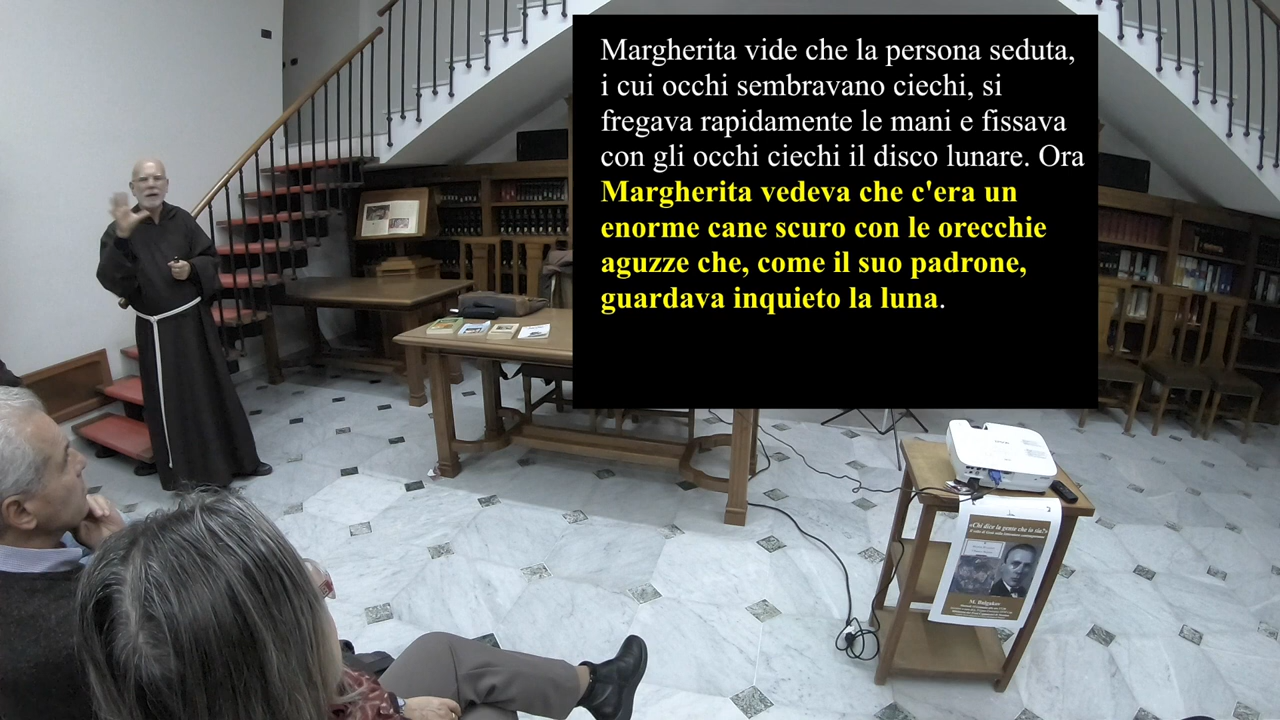 Margherita vide che la persona seduta,
i cui occhi sembravano ciechi, si
fregava rapidamente le mani e fissava
con gli occhi ciechi il disco lunare. Ora
Margherita vedeva che c'era un
enorme cane scuro con le orecchie
aguzze che, come il suo padrone,
guardava inquieto la luna.
«Chi dice la gente che io sia?»
M. Bulgakov